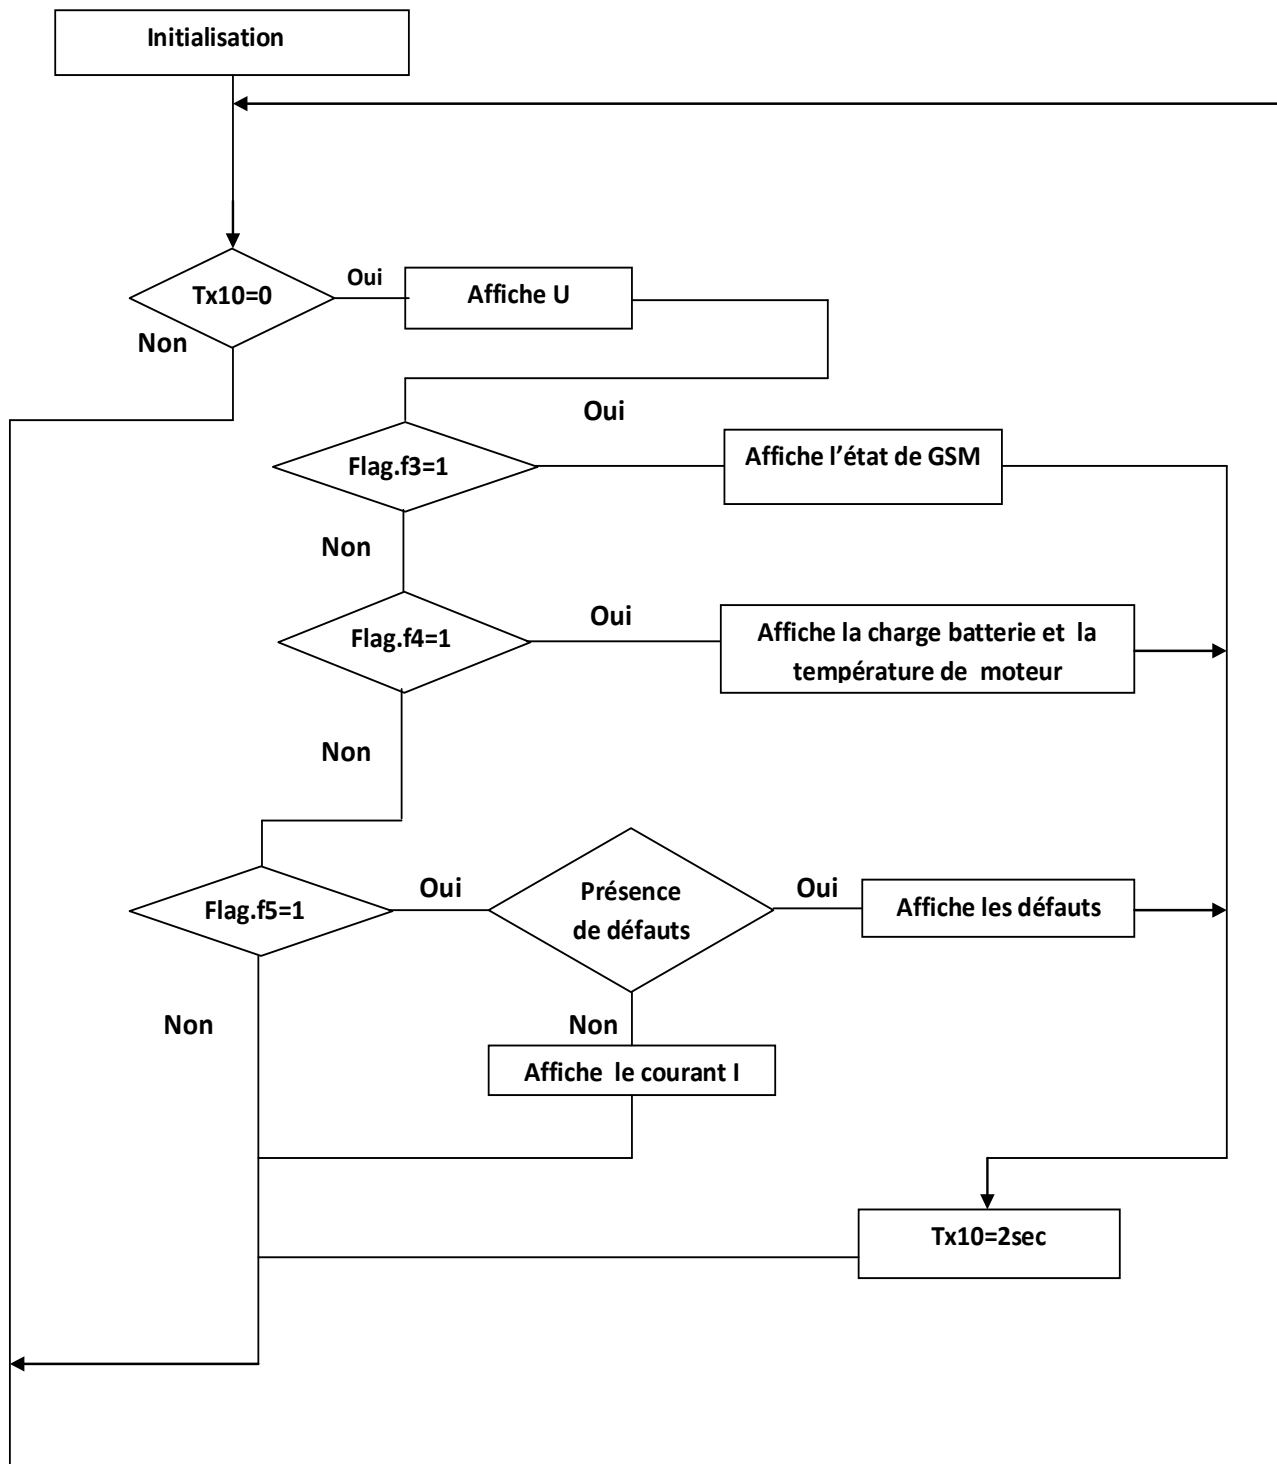 Initialisation
Tx10=0
Oui
Affiche U
Non
Oui
Flag.f3=1
Affiche l'état de GSM
Non
Flag.f4=1
Oui
Affiche la charge batterie et la
température de moteur
Non
Flag.f5=1
Oui
Présence
de défauts
Oui
Affiche les défauts
Non
Non
Affiche le courant I
Tx10=2sec